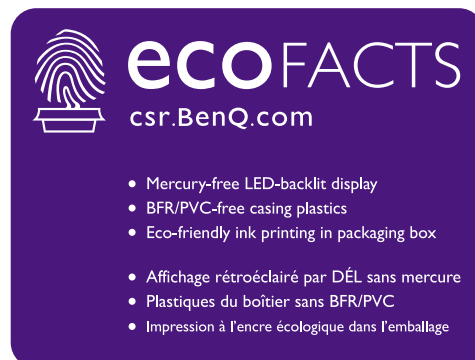 ecoFACTS
csr.BenQ.com
• Mercury-free LED-backlit display
• BFR/PVC-free casing plastics
• Eco-friendly ink printing in packaging box
• Affichage rétroéclairé par DÉL sans mercure
• Plastiques du boîtier sans BFR/PVC
• Impression à l'encre écologique dans l'emballage